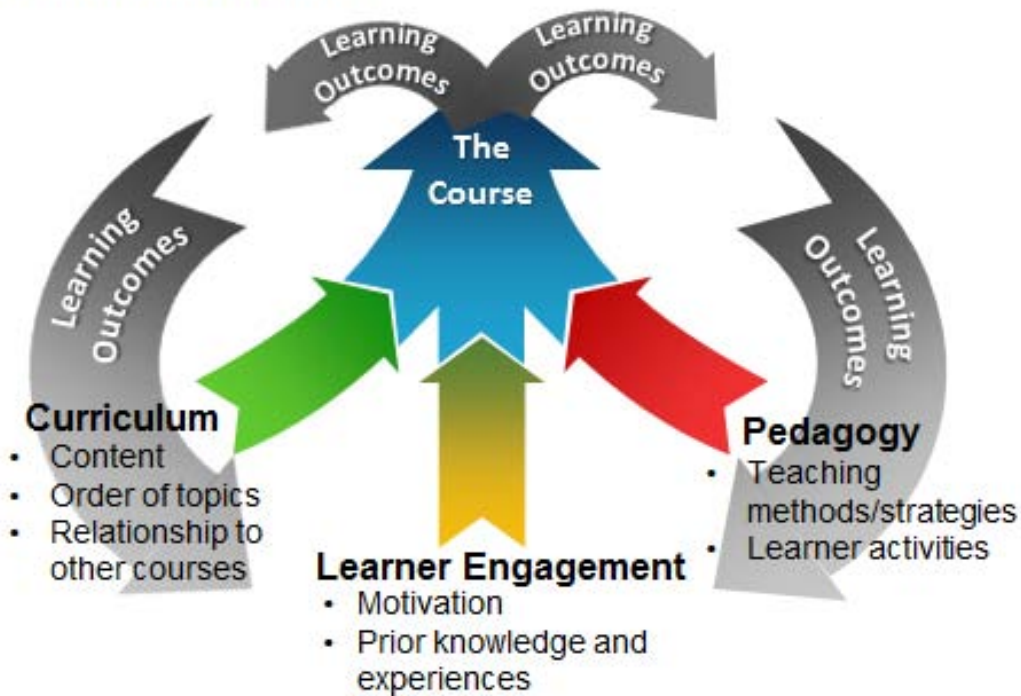 Learning
Outcomes
Learning
Outcomes
The
Course
Learning
Outcomes
Learning
Outcomes
Curriculum
• Content
• Order of topics
• Relationship to
other courses
Learner Engagement
• Motivation
• Prior knowledge and
experiences
Pedagogy
• Teaching
methods/strategies
• Learner activities